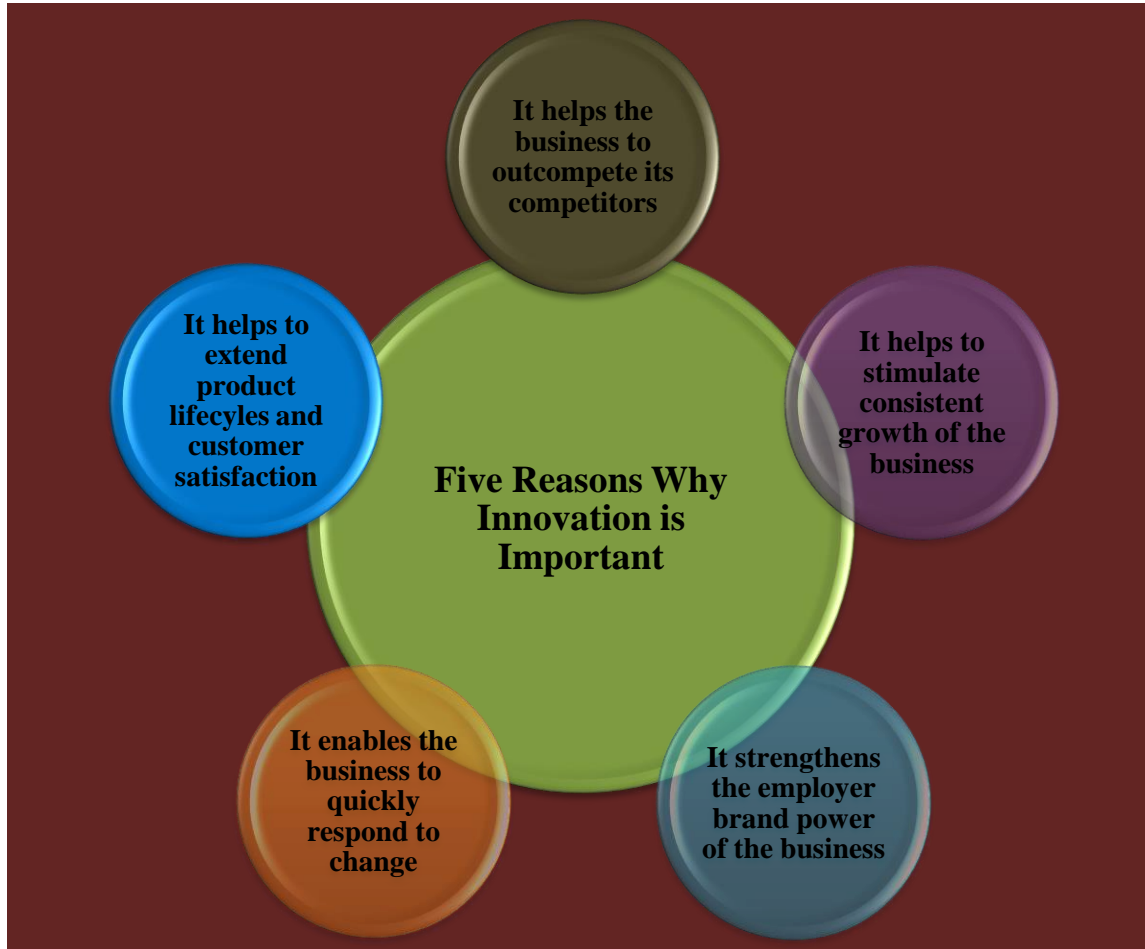 It helps the
business to
outcompete its
competitors
It helps to
stimulate
consistent
growth of the
business
It strengthens
the employer
brand power
of the business
It enables the
business to
quickly
respond to
change
It helps to
extend
product
lifecyles and
customer
satisfaction
Five Reasons Why
Innovation is
Important